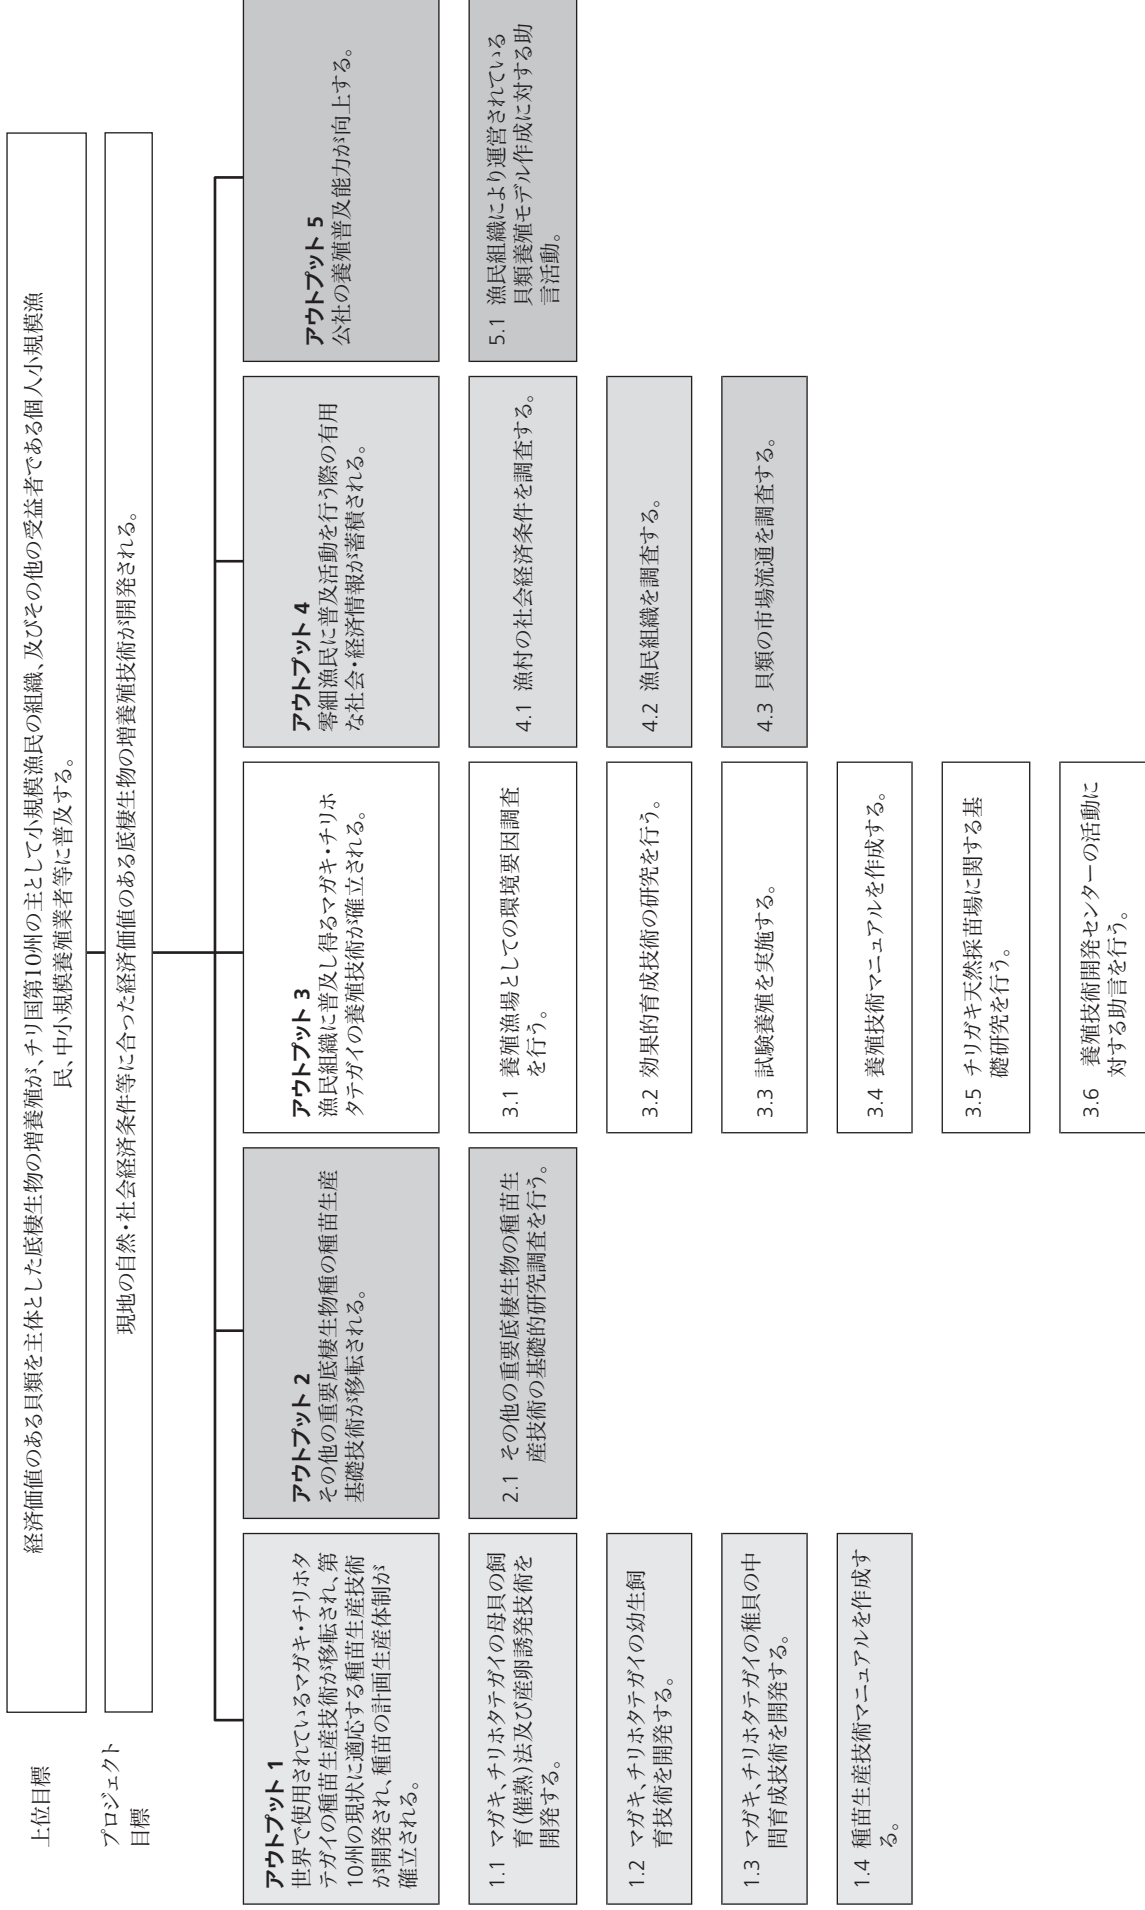 上位目標
経済価値のある貝類を主体とした底棲生物の増養殖が、チリ国第10州の主として小規模漁民の組織、及びその他の受益者である個人小規模漁
民、中小規模養殖業者等に普及する。
プロジェクト
目標
現地の自然・社会経済条件等に合った経済価値のある底棲生物の増養殖技術が開発される。
アウトプット 1
世界で使用されているマガキ・チリホタ
テガイの種苗生産技術が移転され、第
10州の現状に適応する種苗生産技術
が開発され、種苗の計画生産体制が
確立される。
1.1 マガキ、チリホタテガイの母貝の飼
育(催熟)法及び産卵誘発技術を
開発する。
1.2 マガキ、チリホタテガイの幼生飼
育技術を開発する。
1.3 マガキ、チリホタテガイの稚貝の中
間育成技術を開発する。
1.4 種苗生産技術マニュアルを作成す
る。
アウトプット 2
その他の重要底棲生物種の種苗生産
基礎技術が移転される。
2.1 その他の重要底棲生物の種苗生
産技術の基礎的研究調査を行う。
アウトプット 3
漁民組織に普及し得るマガキ・チリホ
タテガイの養殖技術が確立される。
3.1 養殖漁場としての環境要因調査
を行う。
3.2 効果的育成技術の研究を行う。
3.3 試験養殖を実施する。
3.4 養殖技術マニュアルを作成する。
3.5 チリガキ天然採苗場に関する基
礎研究を行う。
3.6 養殖技術開発センターの活動に
対する助言を行う。
アウトプット 4
零細漁民に普及活動を行う際の有用
な社会・経済情報が蓄積される。
4.1 漁村の社会経済条件を調査する。
4.2 漁民組織を調査する。
4.3 貝類の市場流通を調査する。
アウトプット 5
公社の養殖普及能力が向上する。
5.1 漁民組織により運営されている
貝類養殖モデル作成に対する助
言活動。